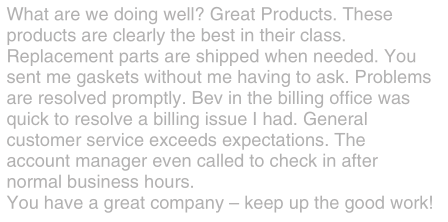 What are we doing well? Great Products. These
products are clearly the best in their class.
Replacement parts are shipped when needed. You
sent me gaskets without me having to ask. Problems
are resolved promptly. Bev in the billing office was
quick to resolve a billing issue I had. General
customer service exceeds expectations. The
account manager even called to check in after
normal business hours.
You have a great company – keep up the good work!